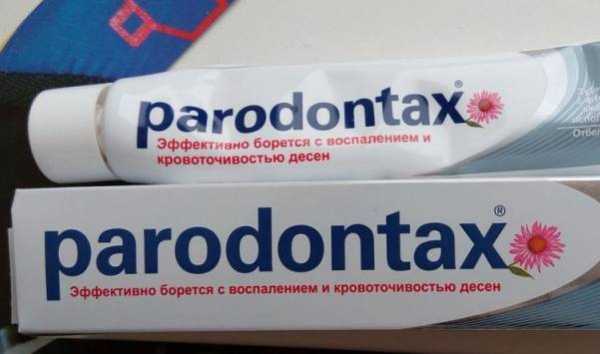 parodontax®
Эффективно борется с воспалением и
кровоточивостью десен
parodontax®
Эффективно борется с воспалением и кровоточивостью десен